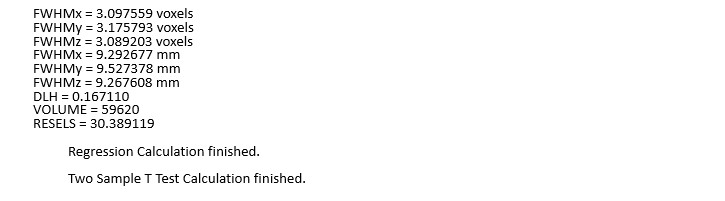 FWHMx = 3.097559 voxels
FWHMy = 3.175793 voxels
FWHMz = 3.089203 voxels
FWHMx = 9.292677 mm
FWHMy = 9.527378 mm
FWHMz = 9.267608 mm
DLH = 0.167110
VOLUME = 59620
RESELS = 30.389119
Regression Calculation finished.
Two Sample T Test Calculation finished.